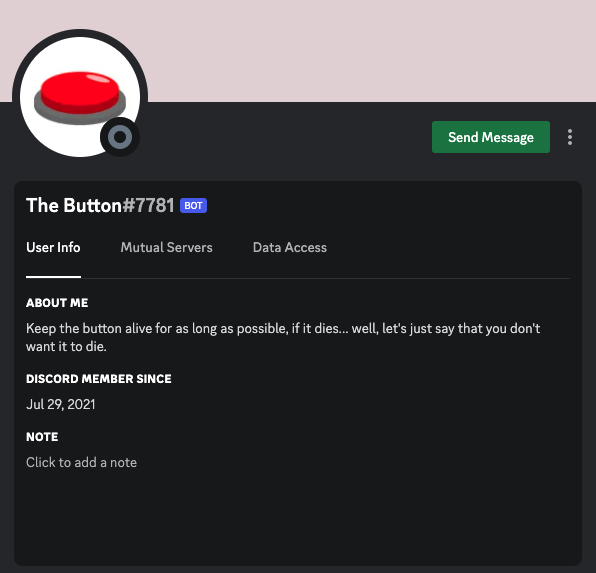 Send Message
The Button#7781 BOT
User Info Mutual Servers Data Access
ABOUT ME
Keep the button alive for as long as possible, if it dies... well, let's just say that you don't
want it to die.
DISCORD MEMBER SINCE
Jul 29, 2021
NOTE
Click to add a note